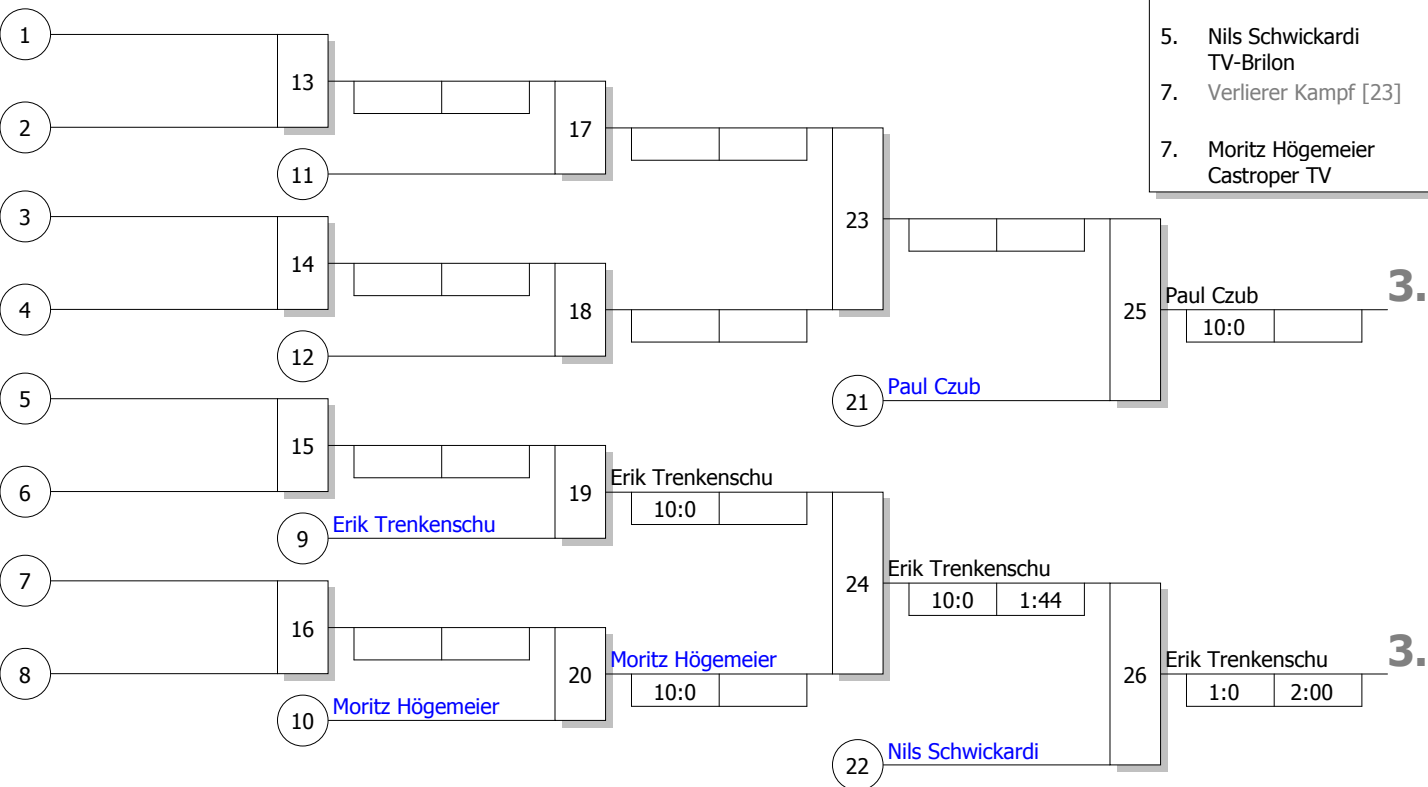 1
13
2
17
11
3
14
4
18
12
23
5
15
6
19
Erik Trenkenschu
10:0
9
Erik Trenkenschu
7
16
8
20
Moritz Högemeier
10:0
10
Moritz Högemeier
24
Erik Trenkenschu
10:0 1:44
25
Paul Czub
10:0
3.
21
Paul Czub
26
Erik Trenkenschu
1:0 2:00
3.
22
Nils Schwickardi
5. Nils Schwickardi
TV-Brilon
7. Verlierer Kampf [23]
7. Moritz Högemeier
Castroper TV